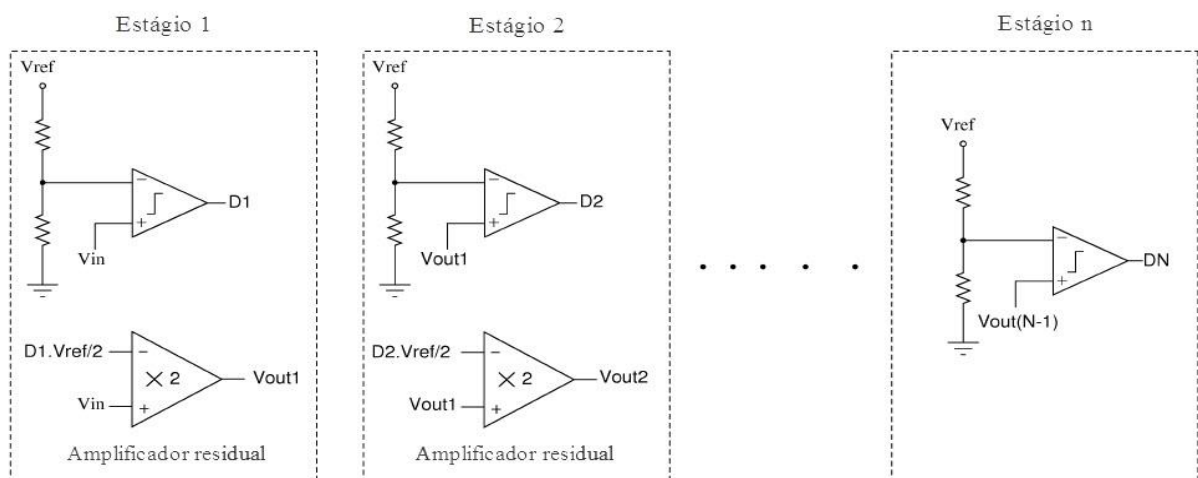 Estágio 1
Vref
D1
Vin
D1.Vref/2
× 2
Vout1
Vin
Amplificador residual
Estágio 2
Vref
D2
Vout1
D2.Vref/2
× 2
Vout2
Vout1
Amplificador residual
Estágio n
Vref
DN
Vout(N-1)